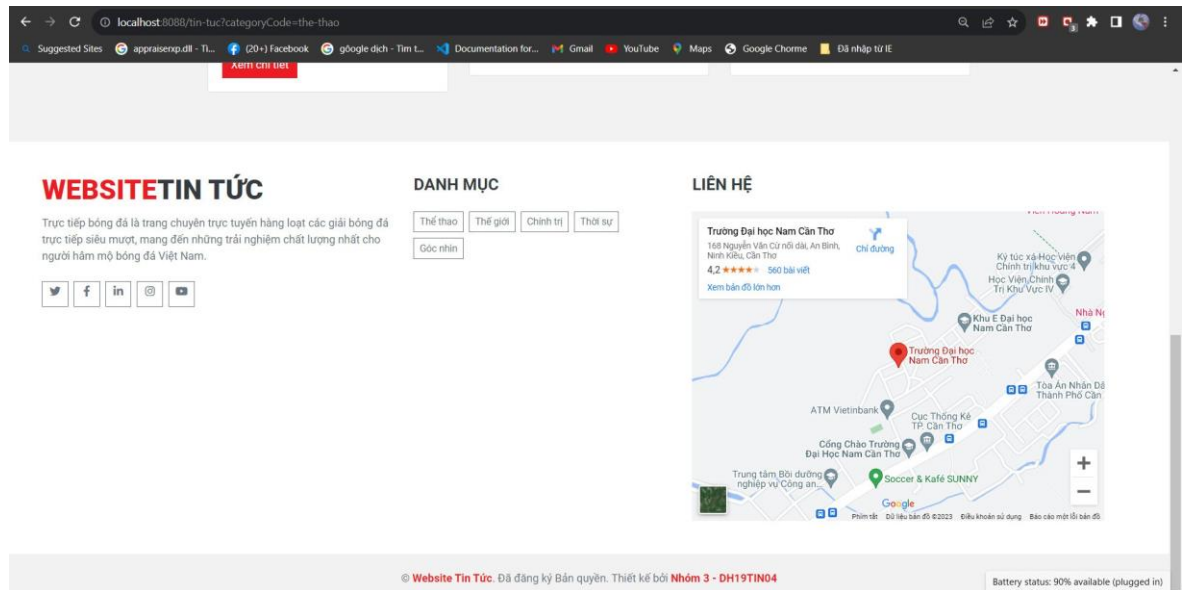 localhost:8088/tin-tuc?categoryCode=the-thao
Suggested Sites appraiserxp.dll - Ti... (20+) Facebook gôogle dịch - Tìm t... Documentation for... Gmail YouTube Maps Google Chorme Đã nhập từ IE
Xem chi tiết
WEBSITETIN TỨC
Trực tiếp bóng đá là trang chuyên trực tuyến hàng loạt các giải bóng đá
trực tiếp siêu mượt, mang đến những trải nghiệm chất lượng nhất cho
người hâm mộ bóng đá Việt Nam.
DANH MỤC
Thể thao Thế giới Chính trị Thời sự
Góc nhìn
LIÊN HỆ
Trường Đại học Nam Cần Thơ
168 Nguyễn Văn Cừ nối dài, An Bình,
Ninh Kiều, Cần Thơ
4,2 560 bài viết
Xem bản đồ lớn hơn
Chỉ đường
Ký túc xá Học viện
Chính trị khu vực 4
Học Viện Chính
Trị Khu Vực IV
Khu E Đại học
Nam Cần Thơ
Trường Đại học
Nam Cần Thơ
Tòa Án Nhân Dâ
Thành Phố Cần
ATM Vietinbank
Cục Thống Kê
TP. Cần Thơ
Cổng Chào Trường
Đại Học Nam Cần Thơ
Trung tâm Bồi dưỡng
nghiệp vụ Công an...
Soccer & Kafé SUNNY
Google
Phím tắt Dữ liệu bản đồ ©2023 Điều khoản sử dụng Báo cáo một lỗi bản đồ
© Website Tin Tức. Đã đăng ký Bản quyền. Thiết kế bởi Nhóm 3 - DH19TIN04
Battery status: 90% available (plugged in)